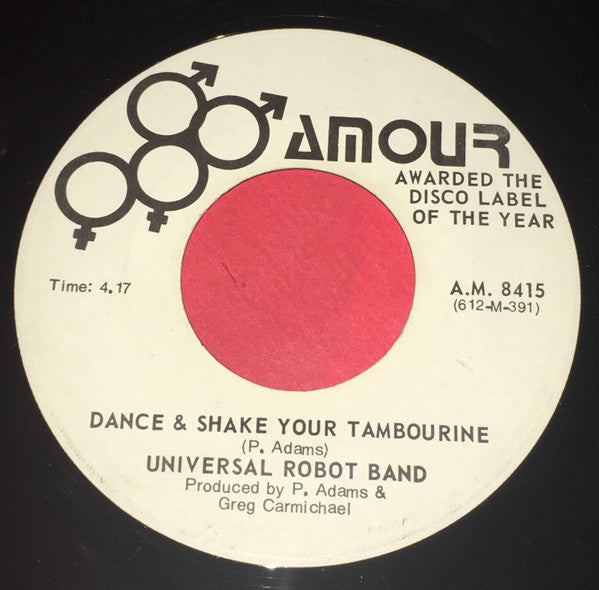 AMOUR
AWARDED THE
DISCO LABEL
OF THE YEAR
Time: 4.17
A.M. 8415
(612-M-391)
DANCE & SHAKE YOUR TAMBOURINE
(P. Adams)
UNIVERSAL ROBOT BAND
Produced by P. Adams &
Greg Carmichael